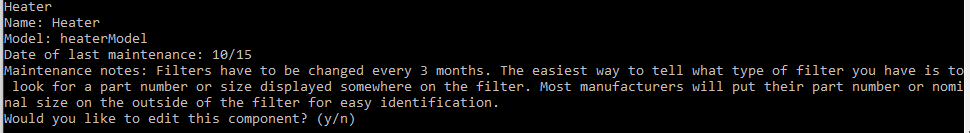 Heater
Name: Heater
Model: heaterModel
Date of last maintenance: 10/15
Maintenance notes: Filters have to be changed every 3 months. The easiest way to tell what type of filter you have is to
 look for a part number or size displayed somewhere on the filter. Most manufacturers will put their part number or nomi
nal size on the outside of the filter for easy identification.
Would you like to edit this component? (y/n)